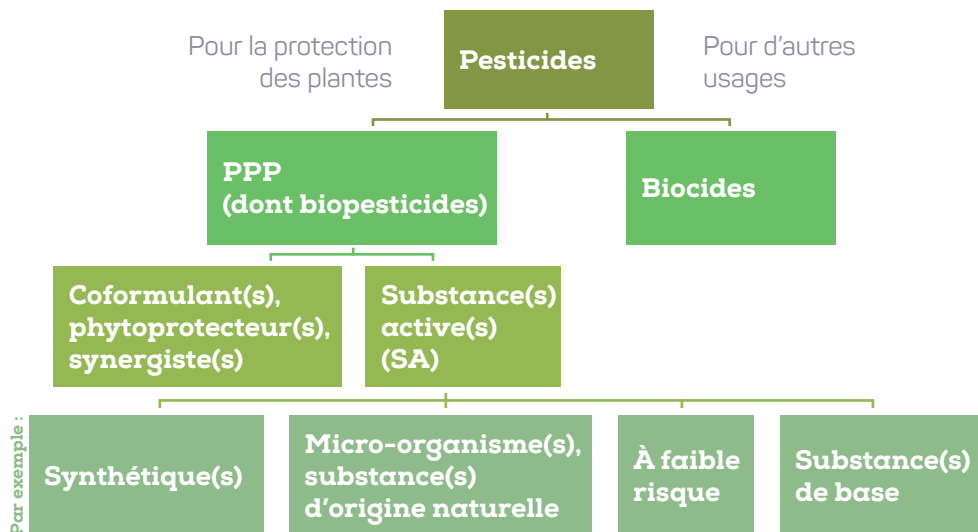 Pour la protection
des plantes
Pesticides
Pour d'autres
usages
PPP
(dont biopesticides)
Biocides
Coformulant(s),
phytoprotecteur(s),
synergiste(s)
Substance(s)
active(s)
(SA)
Par exemple :
Synthétique(s)
Micro-organisme(s),
substance(s)
d'origine naturelle
À faible
risque
Substance(s)
de base